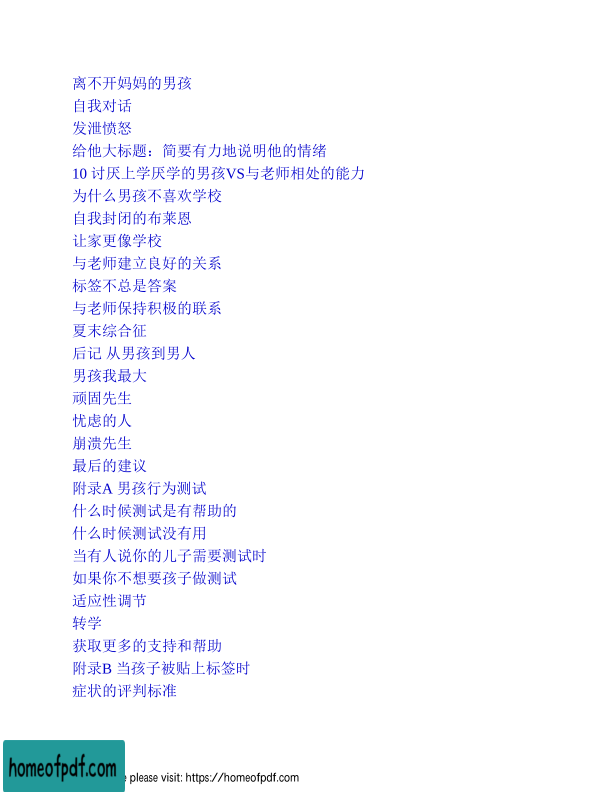 离不开妈妈的男孩
自我对话
发泄愤怒
给他大标题：简要有力地说明他的情绪
10 讨厌上学厌学的男孩VS与老师相处的能力
为什么男孩不喜欢学校
自我封闭的布莱恩
让家更像学校
与老师建立良好的关系
标签不总是答案
与老师保持积极的联系
夏末综合征
后记 从男孩到男人
男孩我最大
顽固先生
忧虑的人
崩溃先生
最后的建议
附录A 男孩行为测试
什么时候测试是有帮助的
什么时候测试没有用
当有人说你的儿子需要测试时
如果你不想要孩子做测试
适应性调节
转学
获取更多的支持和帮助
附录B 当孩子被贴上标签时
症状的评判标准
homeofpdf.com
please visit: https://homeofpdf.com